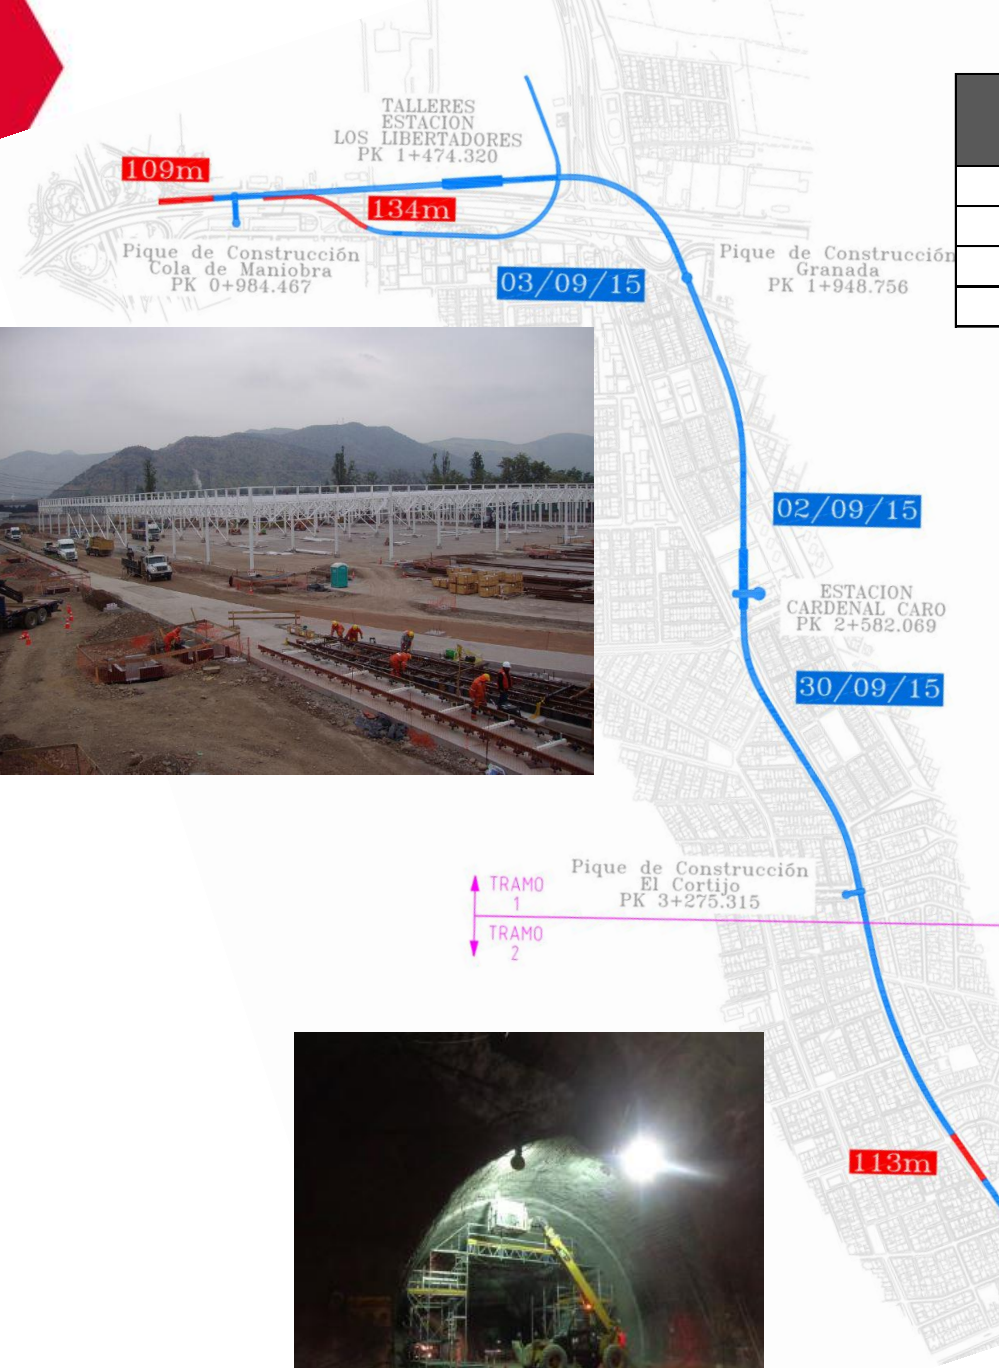 TALLERES
ESTACION
LOS LIBERTADORES
PK 1+474.320
109m
134m
Pique de Construcción
Cola de Maniobra
PK 0+984.467
03/09/15
Pique de Construcción
Granada
PK 1+948.756
02/09/15
ESTACION
CARDENAL CARO
PK 2+582.069
30/09/15
Pique de Construcción
El Cortijo
PK 3+275.315
TRAMO
1
TRAMO
2
113m